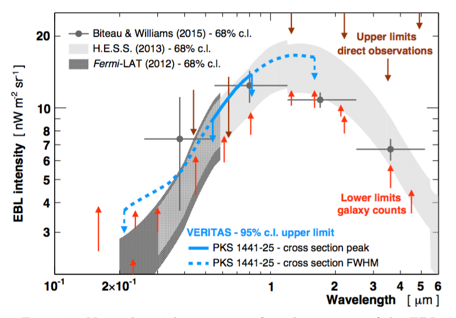 20
10
8
7
6
5
4
3
EBL intensity [ nW m⁻² sr⁻¹ ]
Biteau & Williams (2015) - 68% c.l.
H.E.S.S. (2013) - 68% c.l.
Fermi-LAT (2012) - 68% c.l.
Upper limits
direct observations
Lower limits
galaxy counts
VERITAS - 95% c.l. upper limit
PKS 1441-25 - cross section peak
PKS 1441-25 - cross section FWHM
10⁻¹ 2×10⁻¹ 1 2 3 4 5 6
Wavelength [ μm ]